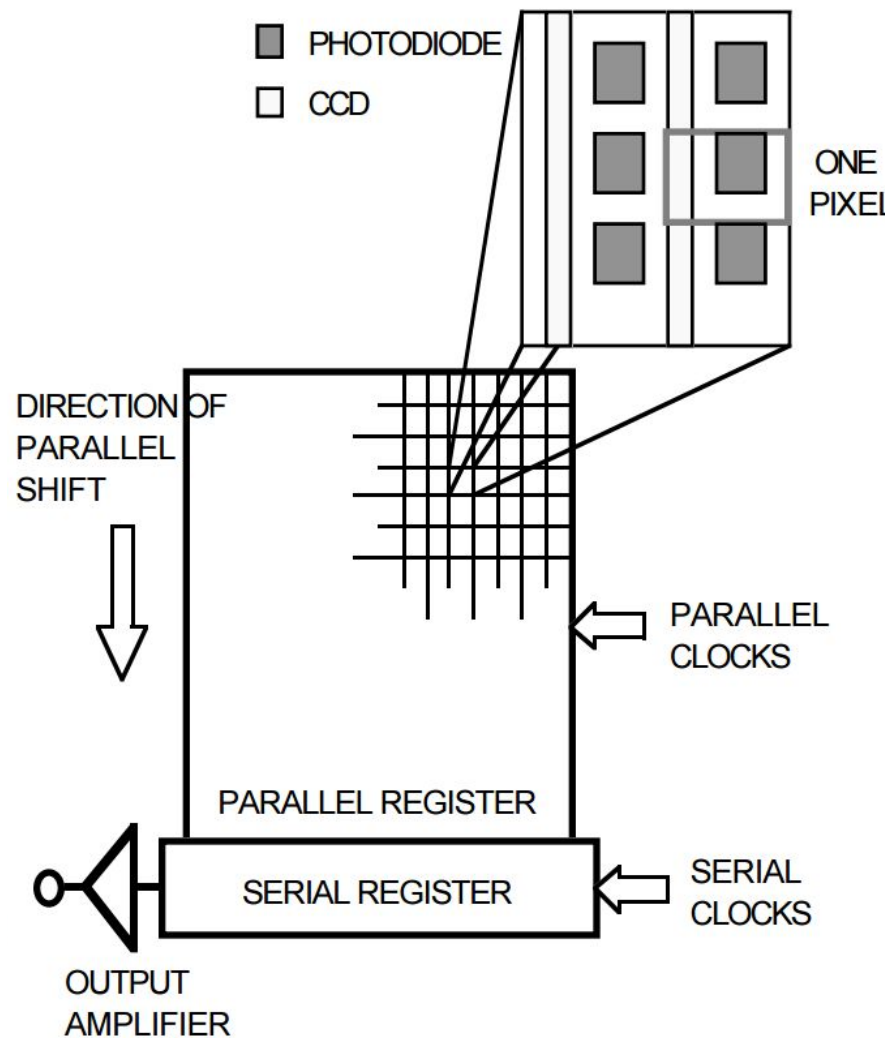 PHOTODIODE
CCD
ONE
PIXEL
DIRECTION OF
PARALLEL
SHIFT
PARALLEL
CLOCKS
PARALLEL REGISTER
SERIAL REGISTER
SERIAL
CLOCKS
OUTPUT
AMPLIFIER